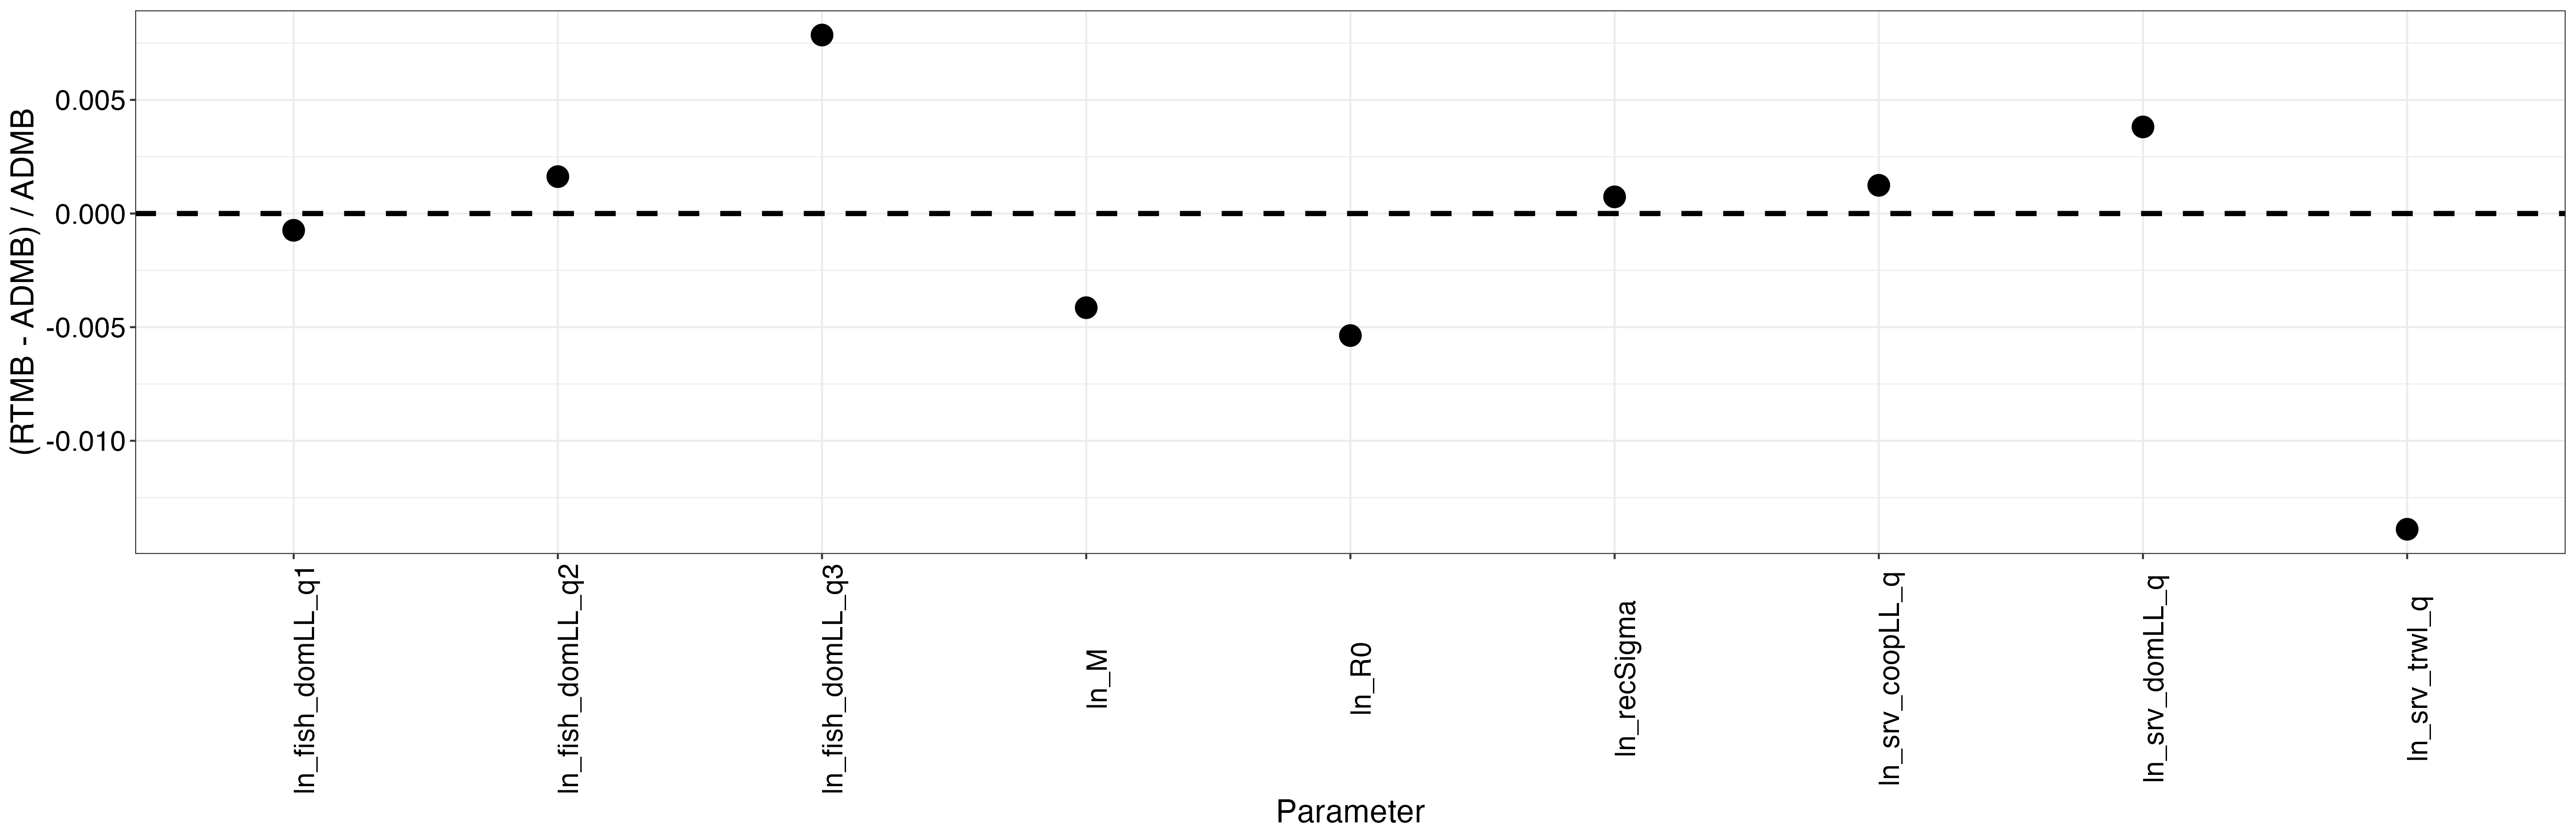 (RTMB - ADMB) / ADMB
0.005
0.000
-0.005
-0.010
ln_fish_domLL_q1
ln_fish_domLL_q2
ln_fish_domLL_q3
ln_M
ln_R0
ln_recSigma
ln_srv_coopLL_q
ln_srv_domLL_q
ln_srv_trwl_q
Parameter